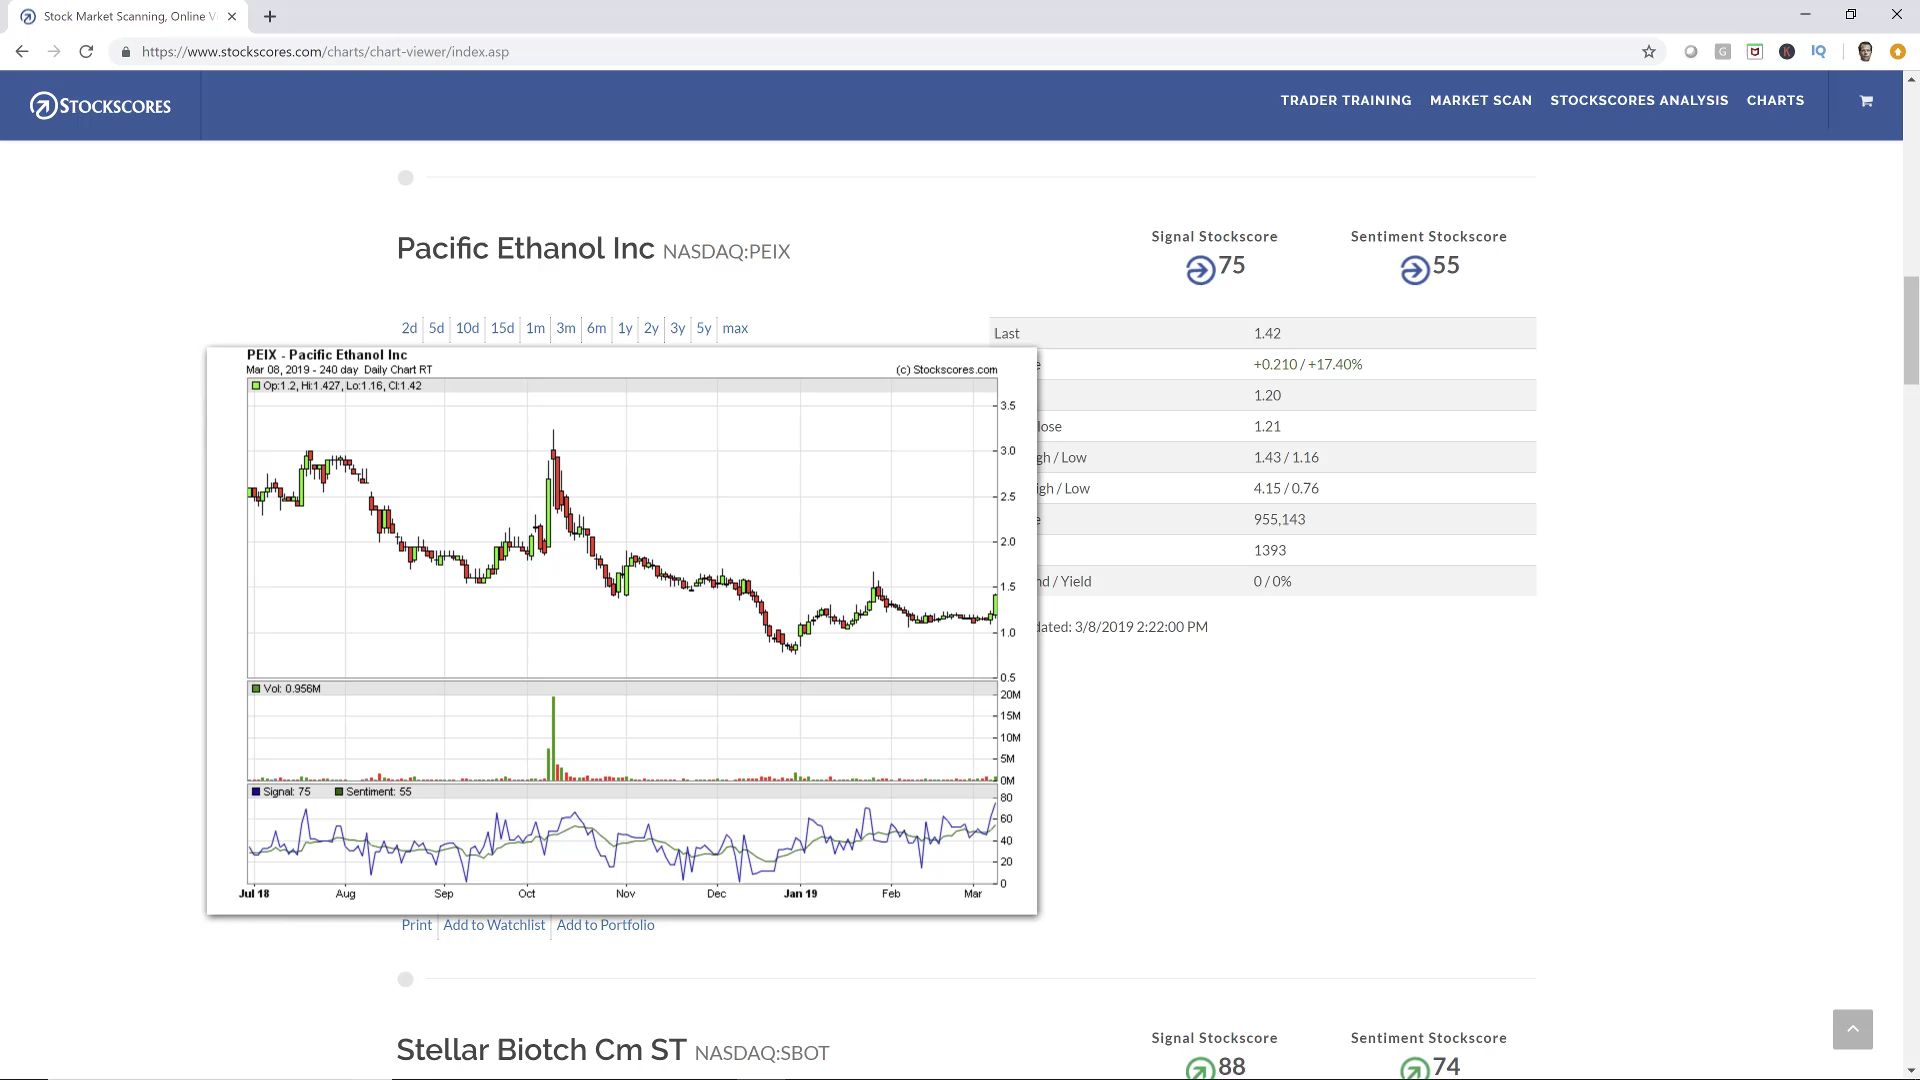 Stock Market Scanning, Online V
https://www.stockscores.com/charts/chart-viewer/index.asp
IQ
STOCKSCORES
TRADER TRAINING MARKET SCAN STOCKSCORES ANALYSIS CHARTS
Pacific Ethanol Inc NASDAQ:PEIX
Signal Stockscore
75
Sentiment Stockscore
55
2d 5d 10d 15d 1m 3m 6m 1y 2y 3y 5y max
Last 1.42
e +0.210 / +17.40%
1.20
lose 1.21
gh / Low 1.43 / 1.16
igh / Low 4.15 / 0.76
e 955,143
1393
nd / Yield 0 / 0%
dated: 3/8/2019 2:22:00 PM
PEIX - Pacific Ethanol Inc
Mar 08, 2019 - 240 day Daily Chart RT
(c) Stockscores.com
Op:1.2, Hi:1.427, Lo:1.16, Cl:1.42
3.5
3.0
2.5
2.0
1.5
1.0
0.5
Vol: 0.956M
20M
15M
10M
5M
0M
Signal: 75 Sentiment: 55
80
60
40
20
0
Jul 18 Aug Sep Oct Nov Dec Jan 19 Feb Mar
Print Add to Watchlist Add to Portfolio
Stellar Biotch Cm ST NASDAQ:SBOT
Signal Stockscore
88
Sentiment Stockscore
74